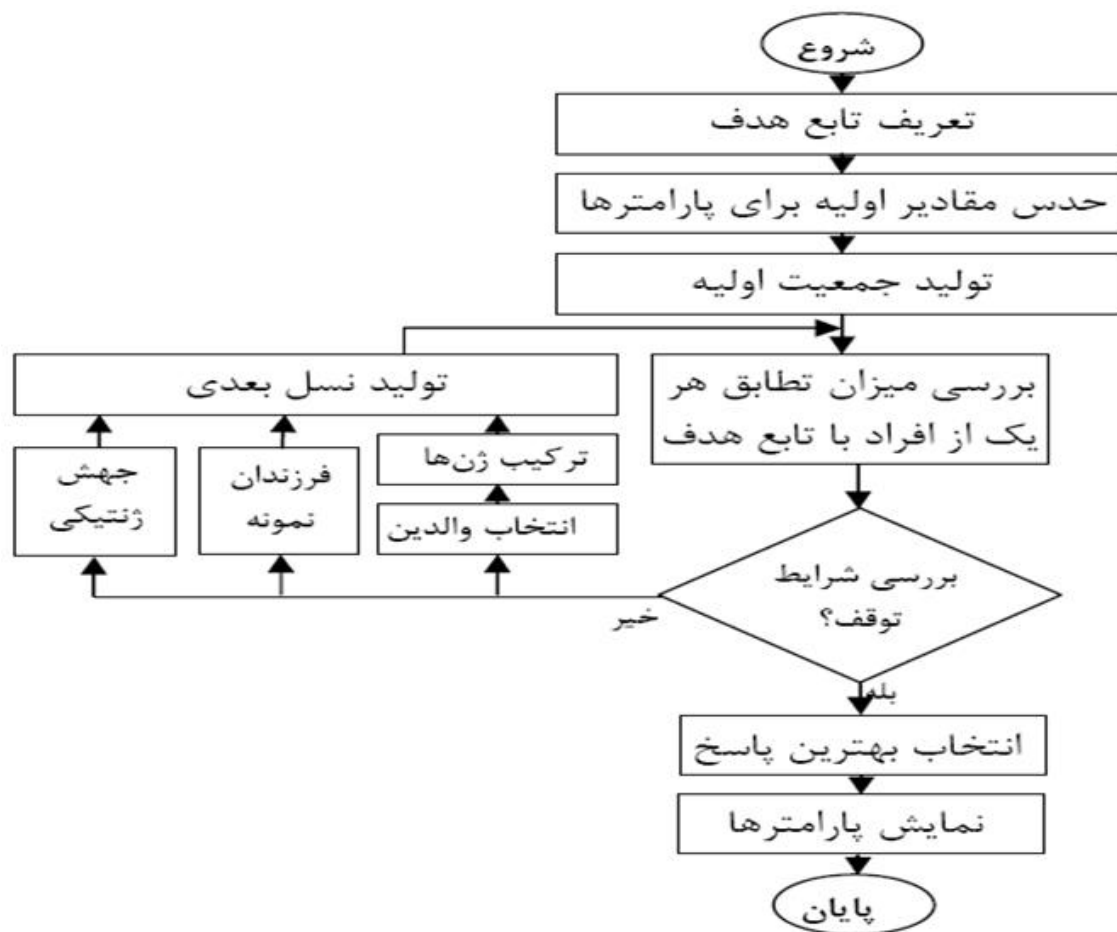 شروع
تعریف تابع هدف
حدس مقادیر اولیه برای پارامترها
تولید جمعیت اولیه
بررسی میزان تطابق هر
یک از افراد با تابع هدف
بررسی شرایط
توقف؟
خیر
انتخاب والدین
ترکیب ژن‌ها
فرزندان
نمونه
جهش
ژنتیکی
تولید نسل بعدی
بله
انتخاب بهترین پاسخ
نمایش پارامترها
پایان